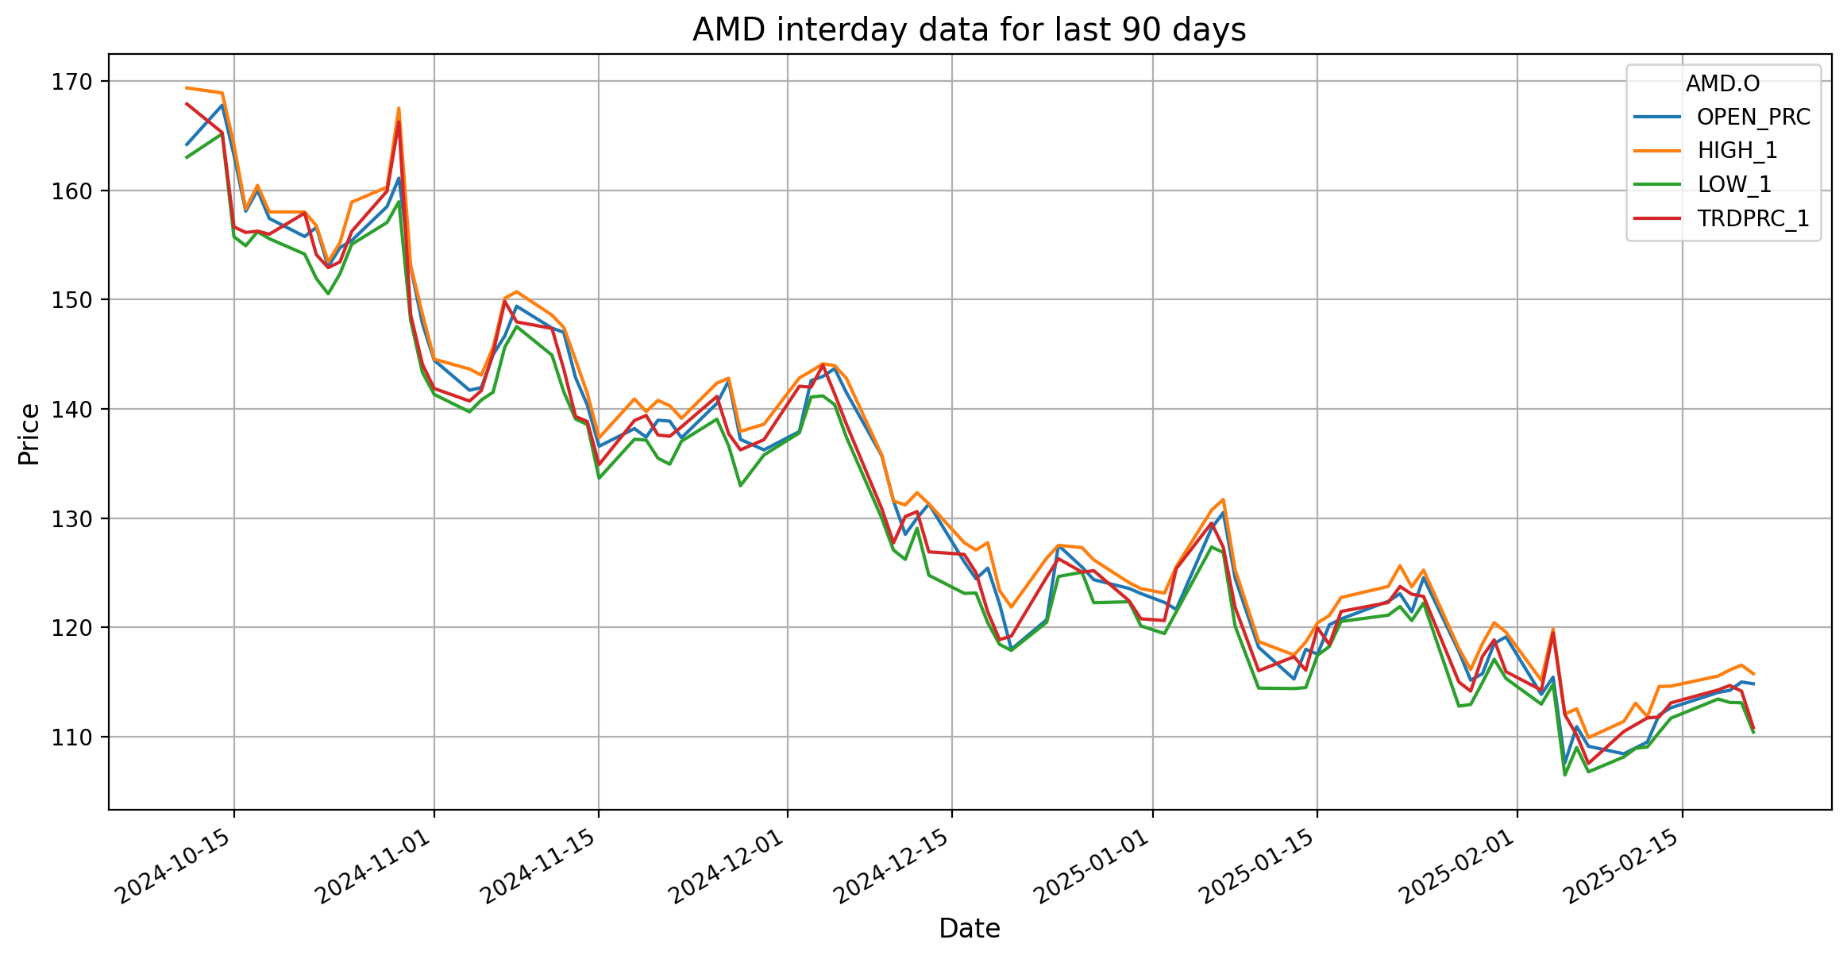 AMD interday data for last 90 days
AMD.O
OPEN_PRC
HIGH_1
LOW_1
TRDPRC_1
Price
170
160
150
140
130
120
110
2024-10-15
2024-11-01
2024-11-15
2024-12-01
2024-12-15
2025-01-01
2025-01-15
2025-02-01
2025-02-15
Date